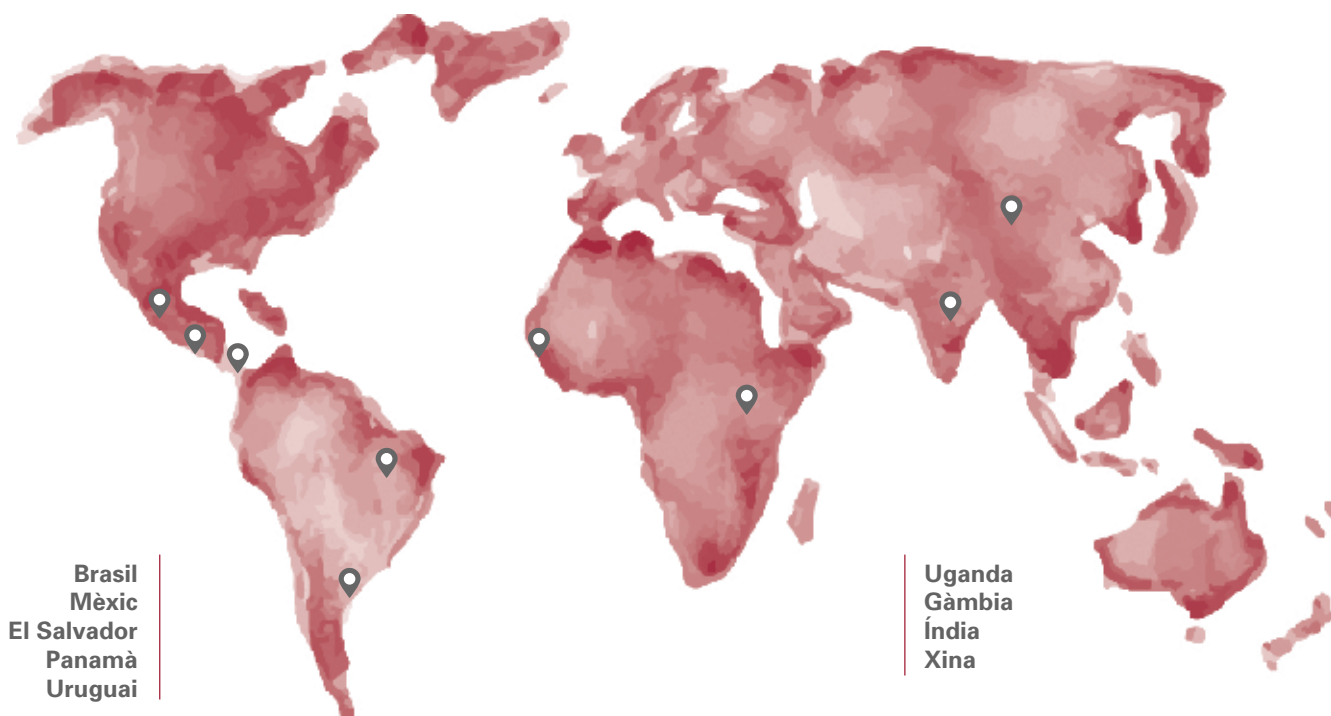 Brasil
Mèxic
El Salvador
Panamà
Uruguai
Uganda
Gàmbia
Índia
Xina